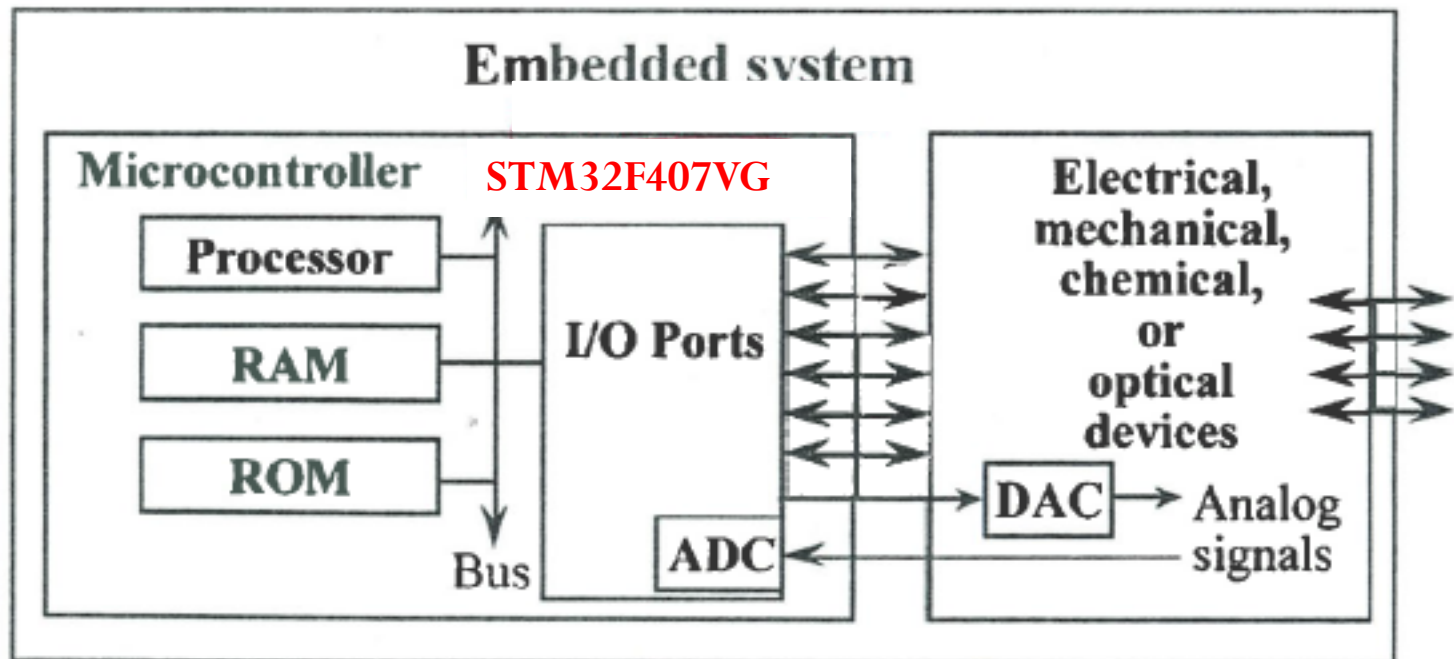 Embedded system
Microcontroller STM32F407VG
Processor
RAM
ROM
Bus
I/O Ports
ADC
Electrical,
mechanical,
chemical,
or
optical
devices
DAC
Analog
signals